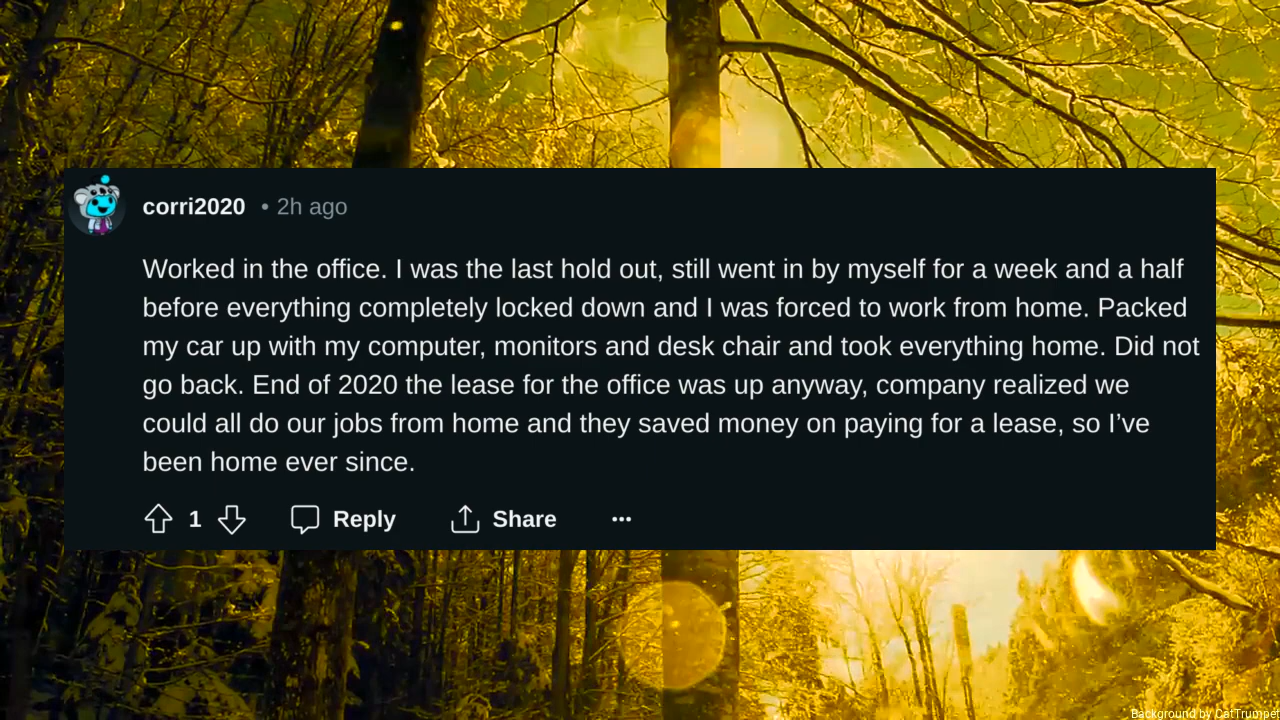 corri2020 • 2h ago
Worked in the office. I was the last hold out, still went in by myself for a week and a half
before everything completely locked down and I was forced to work from home. Packed
my car up with my computer, monitors and desk chair and took everything home. Did not
go back. End of 2020 the lease for the office was up anyway, company realized we
could all do our jobs from home and they saved money on paying for a lease, so I’ve
been home ever since.
1 Reply Share
Background by CatTrumpet